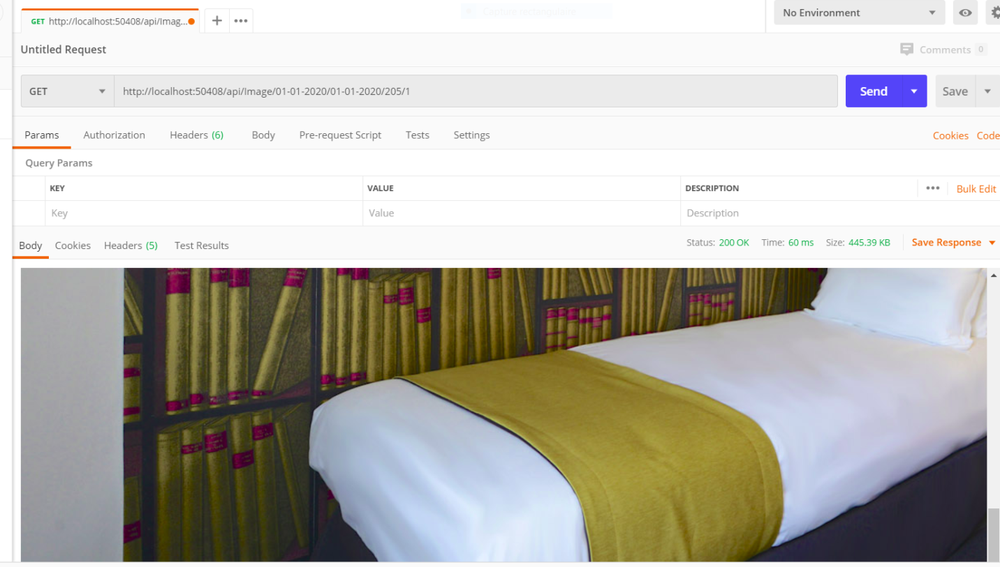 GET http://localhost:50408/api/Imag...
No Environment
Capture rectangulaire
Untitled Request
Comments 0
GET http://localhost:50408/api/Image/01-01-2020/01-01-2020/205/1 Send Save
Params Authorization Headers (6) Body Pre-request Script Tests Settings Cookies Code
Query Params
KEY VALUE DESCRIPTION ••• Bulk Edit
Key Value Description
Body Cookies Headers (5) Test Results Status: 200 OK Time: 60 ms Size: 445.39 KB Save Response